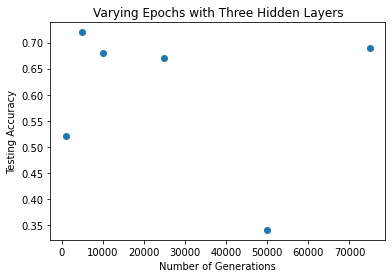 Varying Epochs with Three Hidden Layers
Testing Accuracy
0.70
0.65
0.60
0.55
0.50
0.45
0.40
0.35
0 10000 20000 30000 40000 50000 60000 70000
Number of Generations